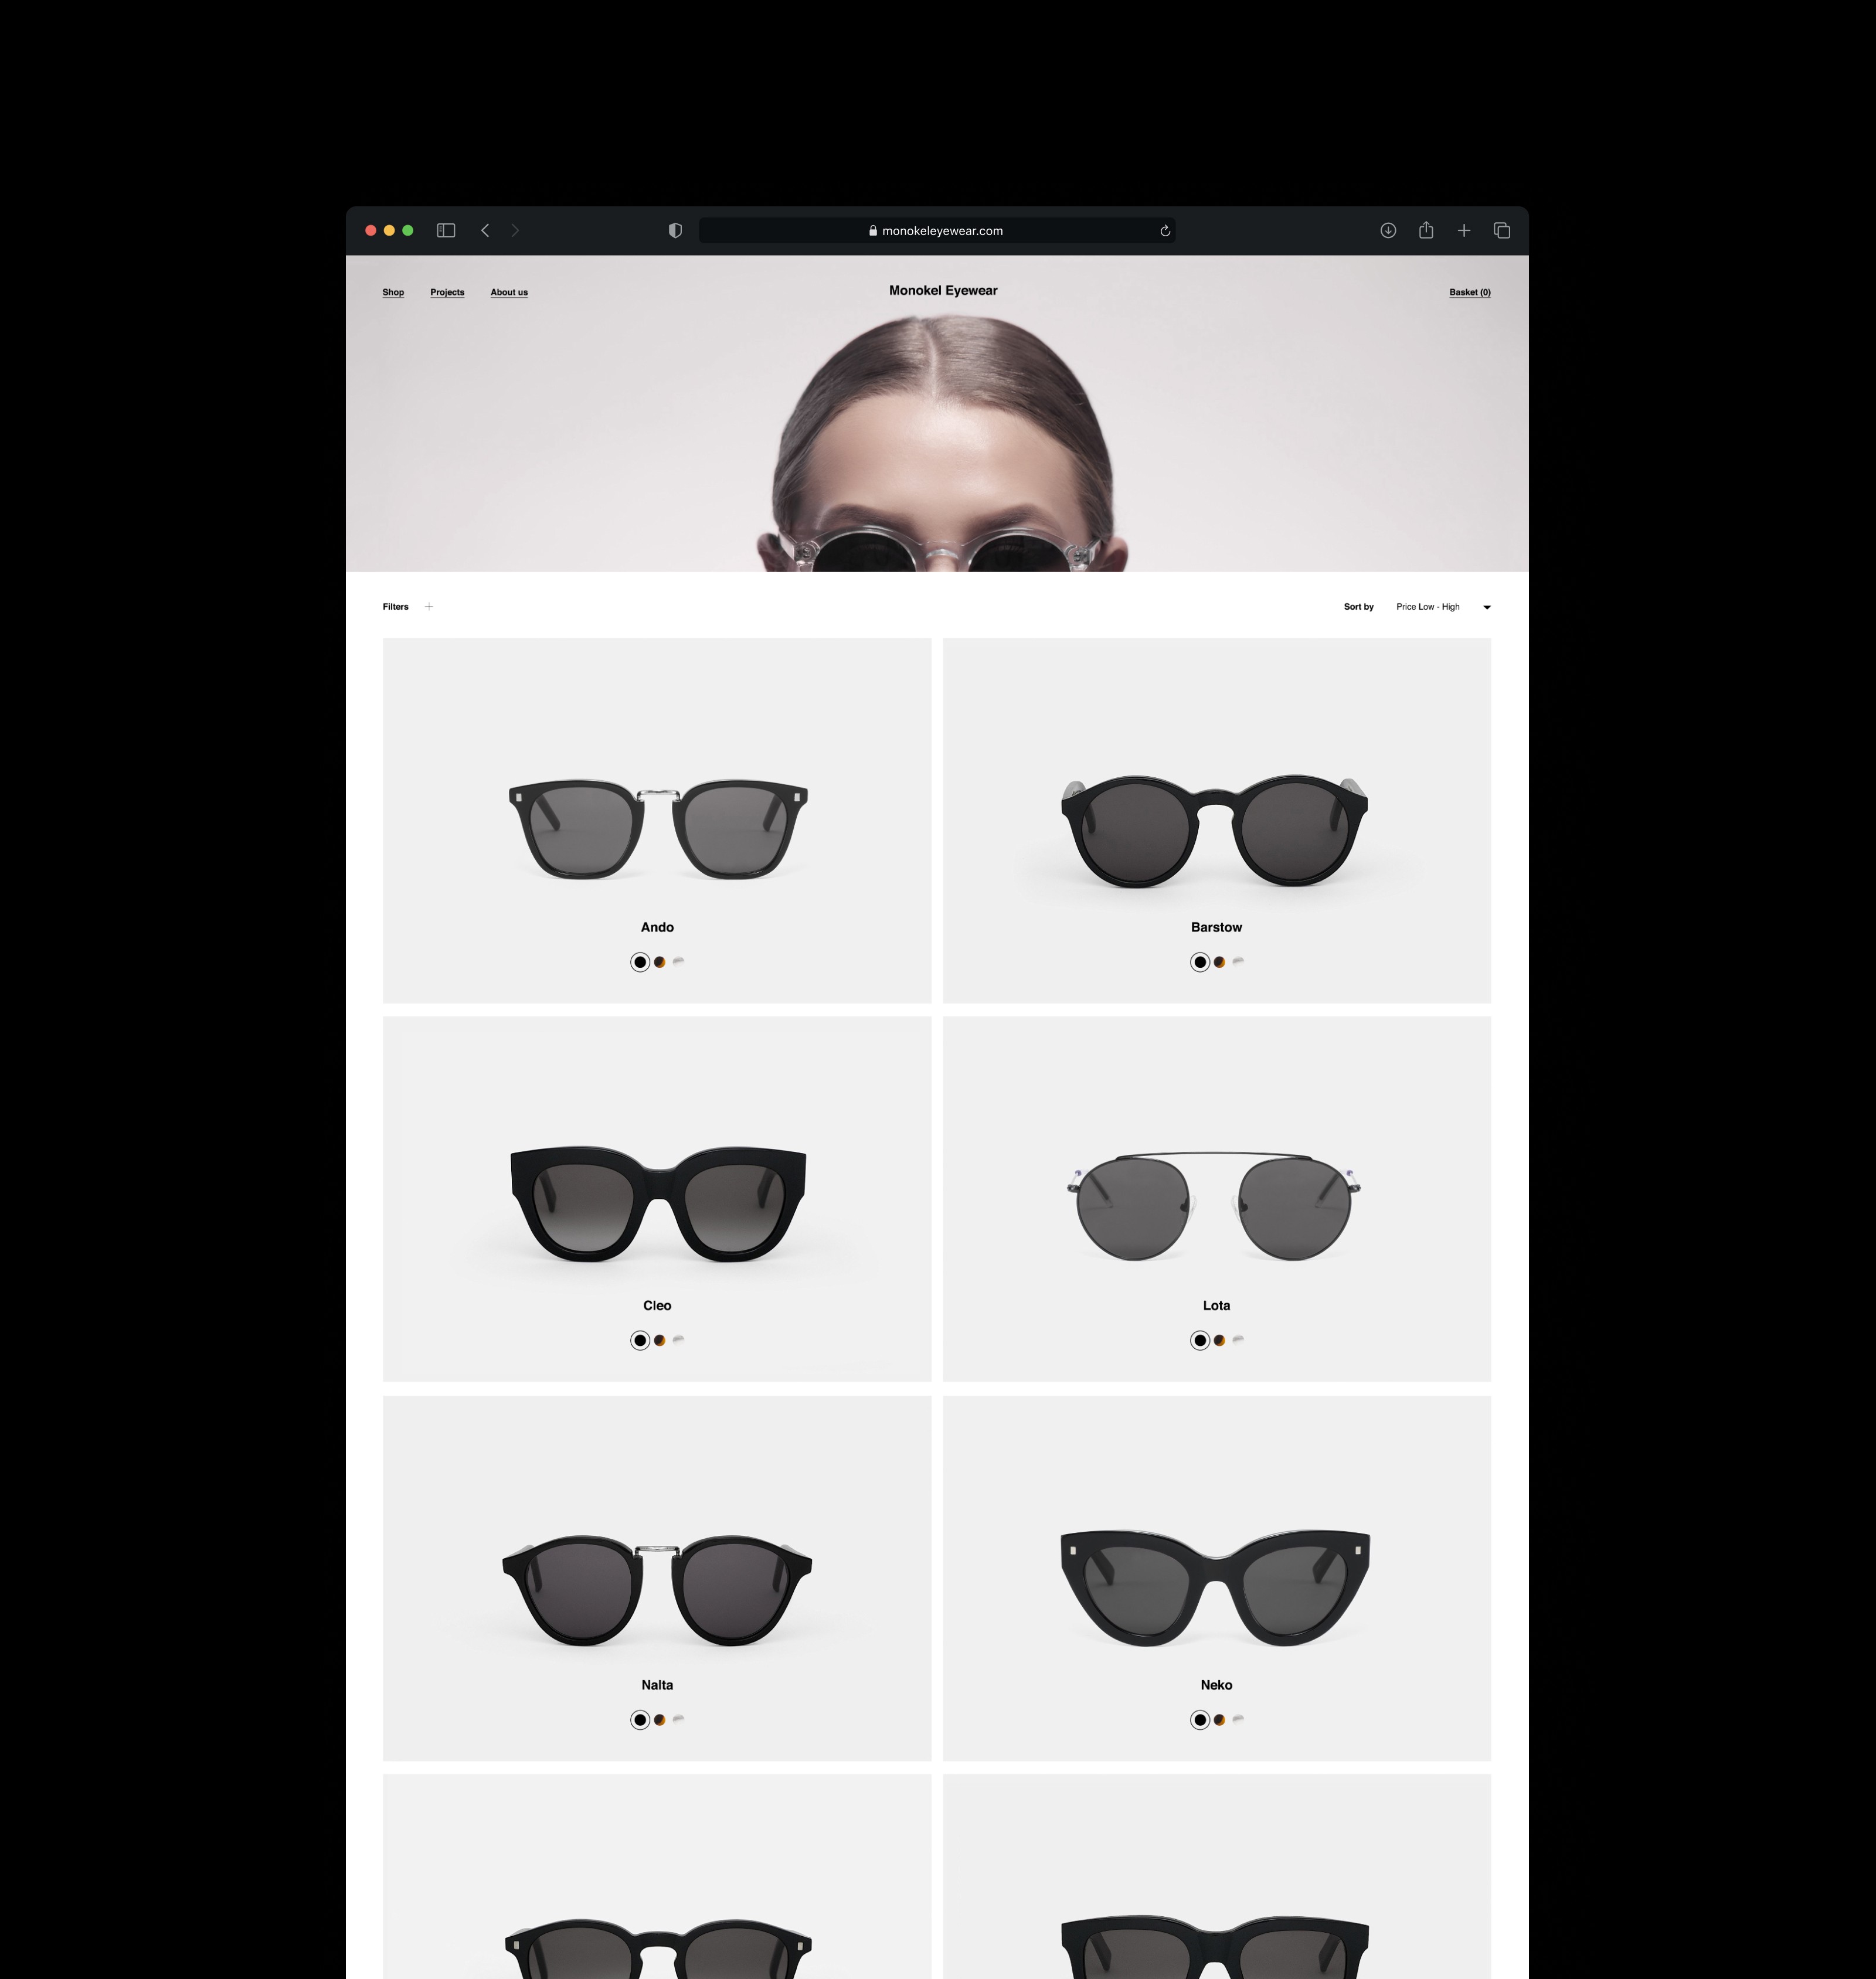 monokeleyewear.com
Shop Projects About us Monokel Eyewear Basket (0)
Filters + Sort by Price Low - High
Ando Barstow
Cleo Lota
Nalta Neko